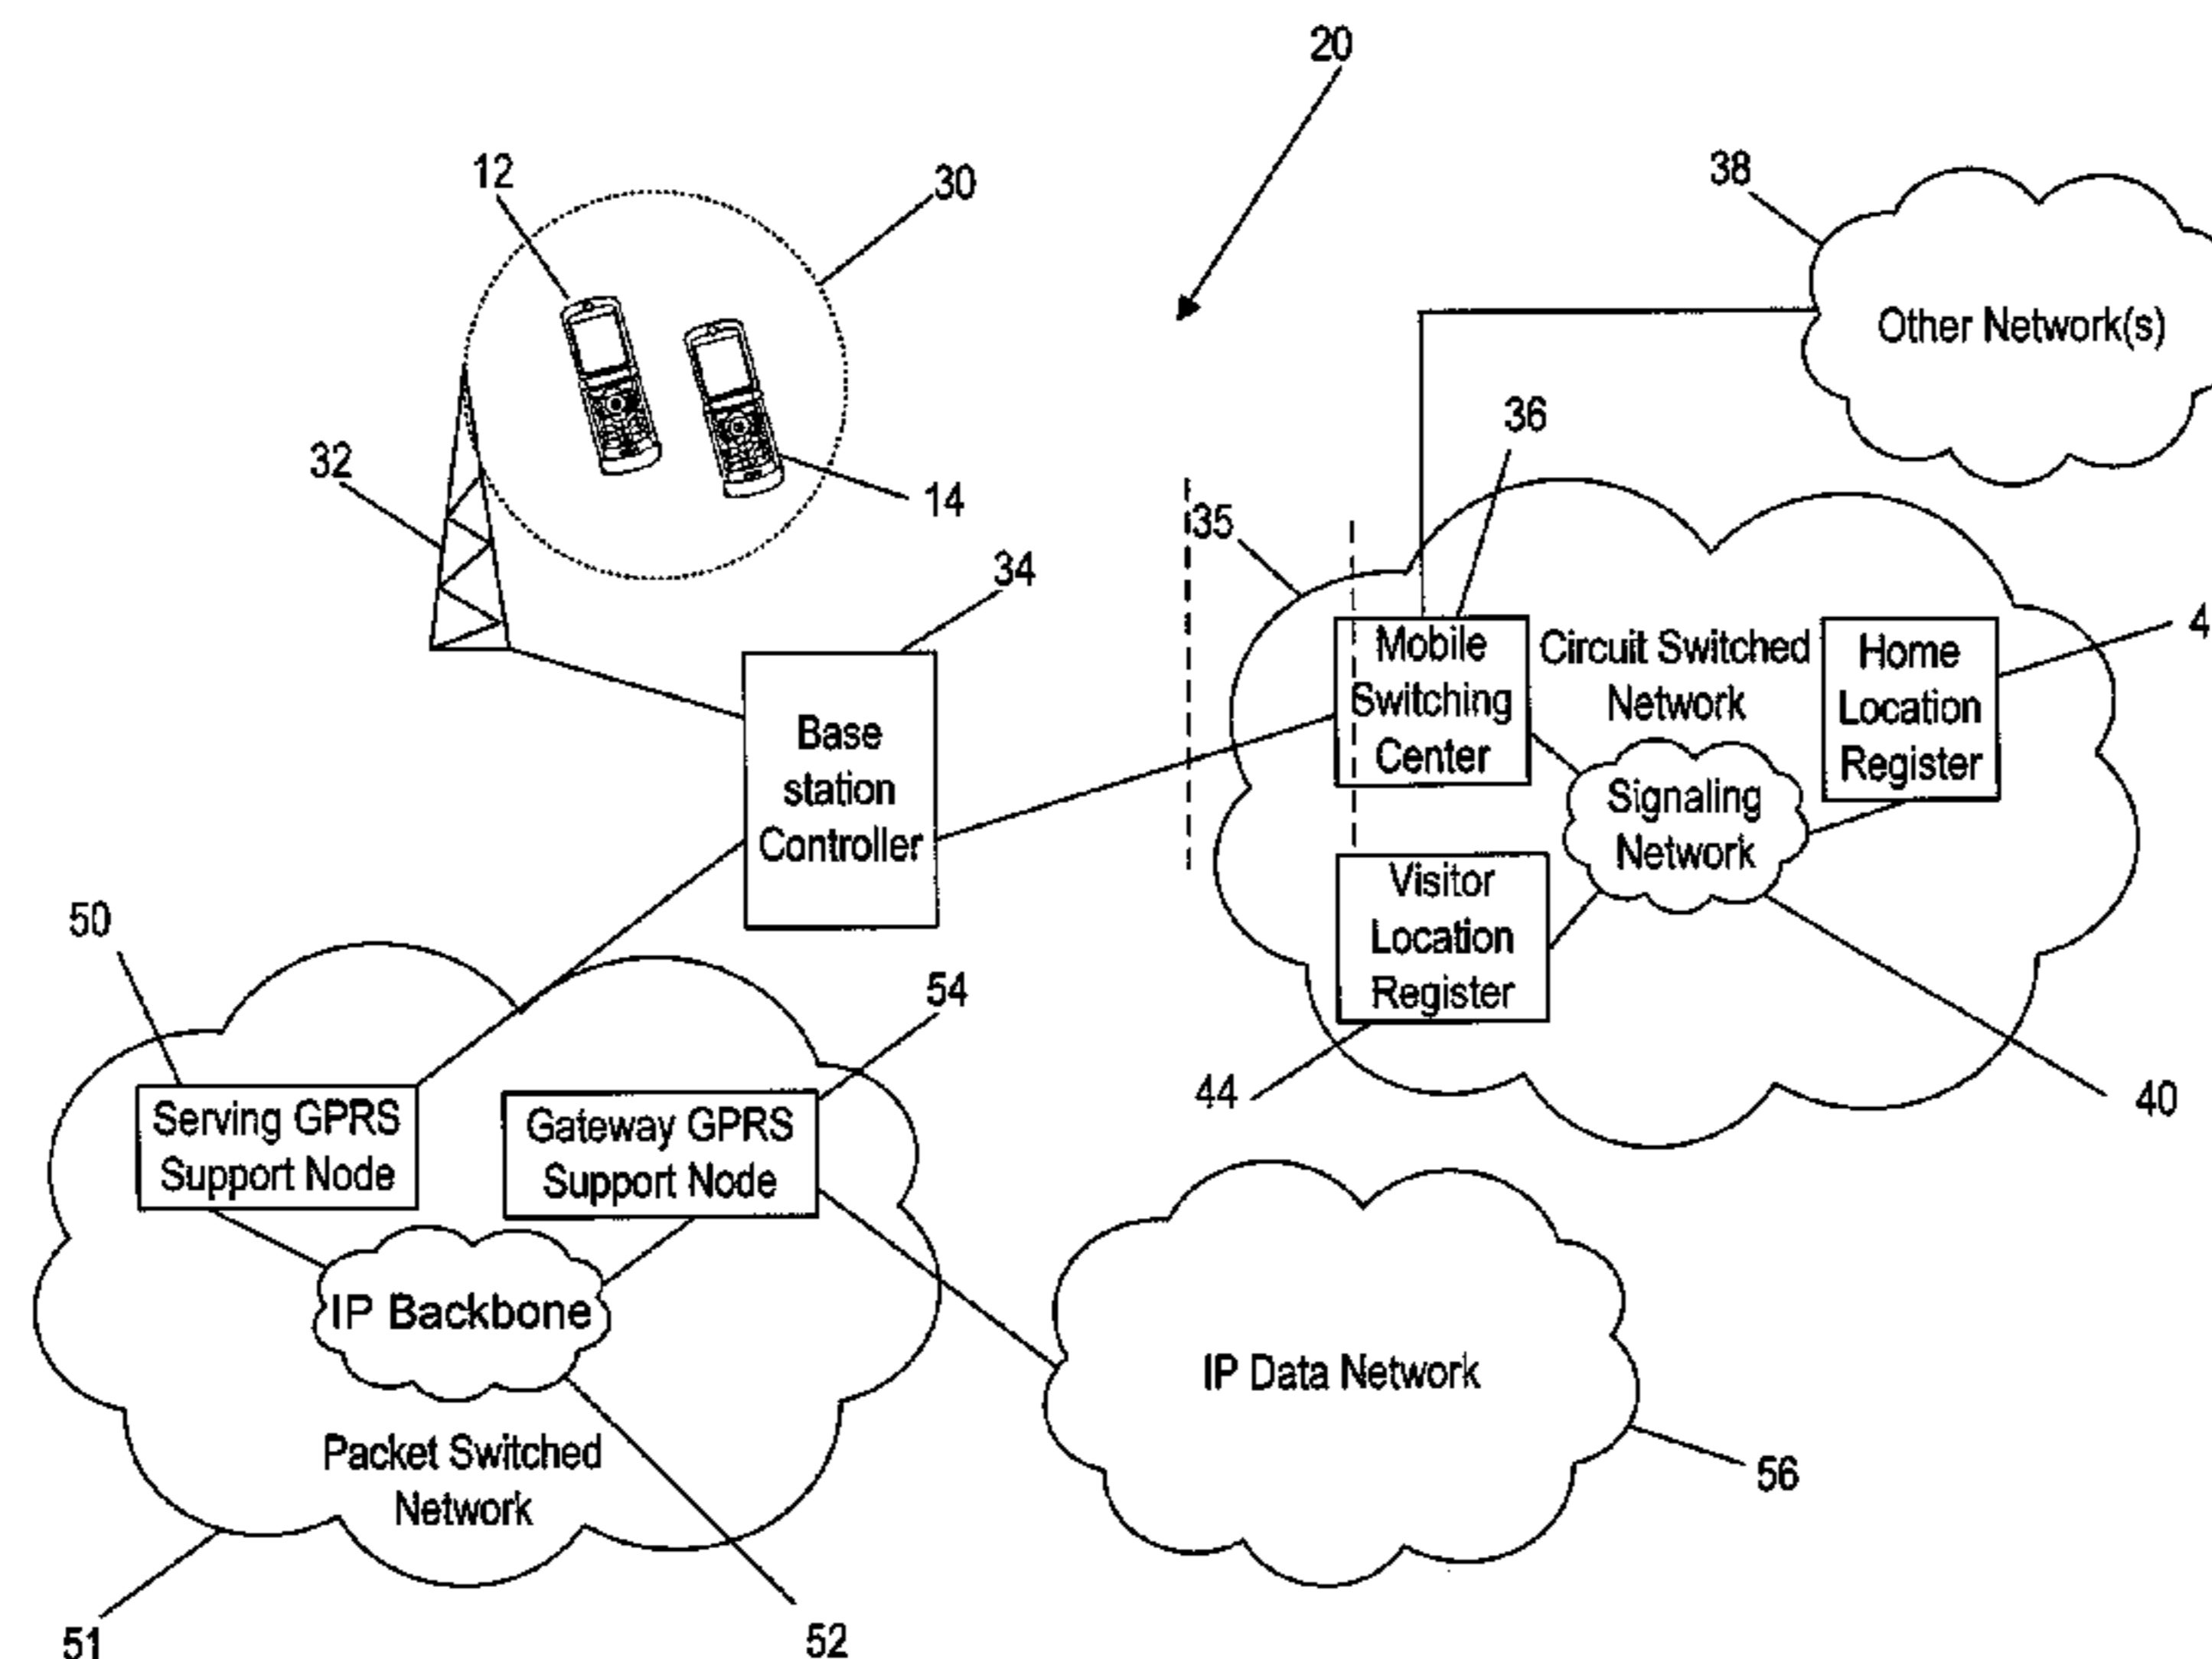 20
12
30
38
Other Network(s)
36
32
14
35
34
Mobile
Switching
Center
Circuit Switched
Network
Home
Location
Register
4
Base
station
Controller
Signaling
Network
Visitor
Location
Register
50
54
44
40
Serving GPRS
Support Node
Gateway GPRS
Support Node
IP Backbone
IP Data Network
Packet Switched
Network
56
51
52